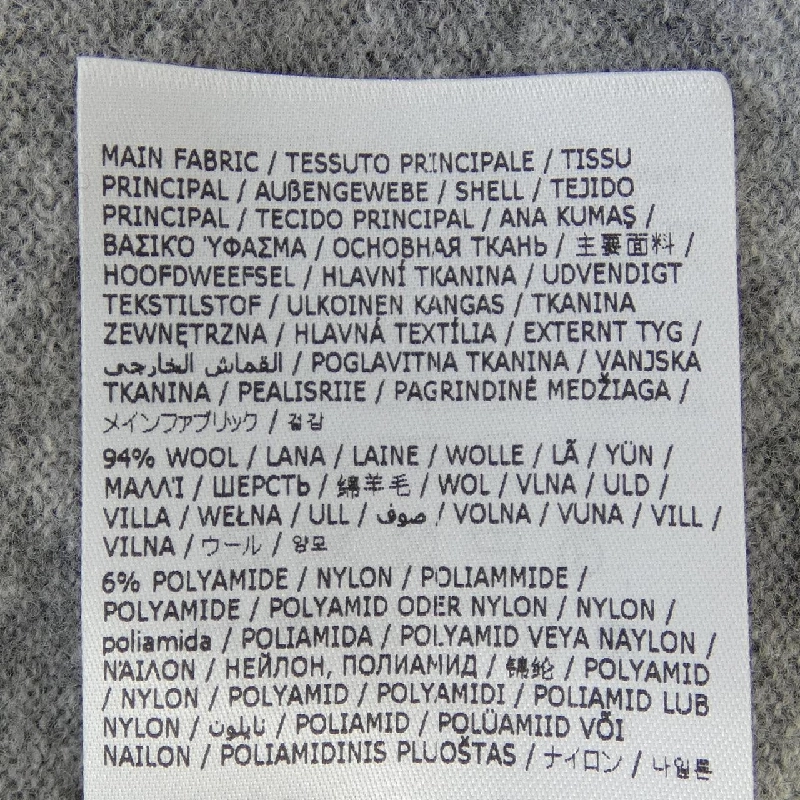 MAIN FABRIC / TESSUTO PRINCIPALE / TISSU
PRINCIPAL / AUßENGEWEBE / SHELL / TEJIDO
PRINCIPAL / TECIDO PRINCIPAL / ANA KUMAŞ /
ΒΑΣΙΚΌ ΎΦΑΣΜΑ / ОСНОВНАЯ ТКАНЬ / 主要面料 /
HOOFDWEEFSEL / HLAVNÍ TKANINA / UDVENDIGT
TEKSTILSTOF / ULKOINEN KANGAS / TKANINA
ZEWNĘTRZNA / HLAVNÁ TEXTÍLIA / EXTERNT TYG /
القماش الخارجي / POGLAVITNA TKANINA / VANJSKA
TKANINA / PEALISRIIE / PAGRINDINĖ MEDŽIAGA /
メインファブリック / 겉감
94% WOOL / LANA / LAINE / WOLLE / LÃ / YÜN /
ΜΑΛΛΊ / ШЕРСТЬ / 绵羊毛 / WOL / VLNA / ULD /
VILLA / WEŁNA / ULL / صوف / VOLNA / VUNA / VILL /
VILNA / ウール / 양모
6% POLYAMIDE / NYLON / POLIAMMIDE /
POLYAMIDE / POLYAMID ODER NYLON / NYLON /
poliamida / POLIAMIDA / POLYAMID VEYA NAYLON /
ΝΆΙΛΟΝ / НЕЙЛОН, ПОЛИАМИД / 锦纶 / POLYAMID
/ NYLON / POLYAMID / POLYAMIDI / POLIAMID LUB
NYLON / نايلون / POLIAMID / POLÜAMIID VÕI
NAILON / POLIAMIDINIS PLUOŠTAS / ナイロン / 나일론